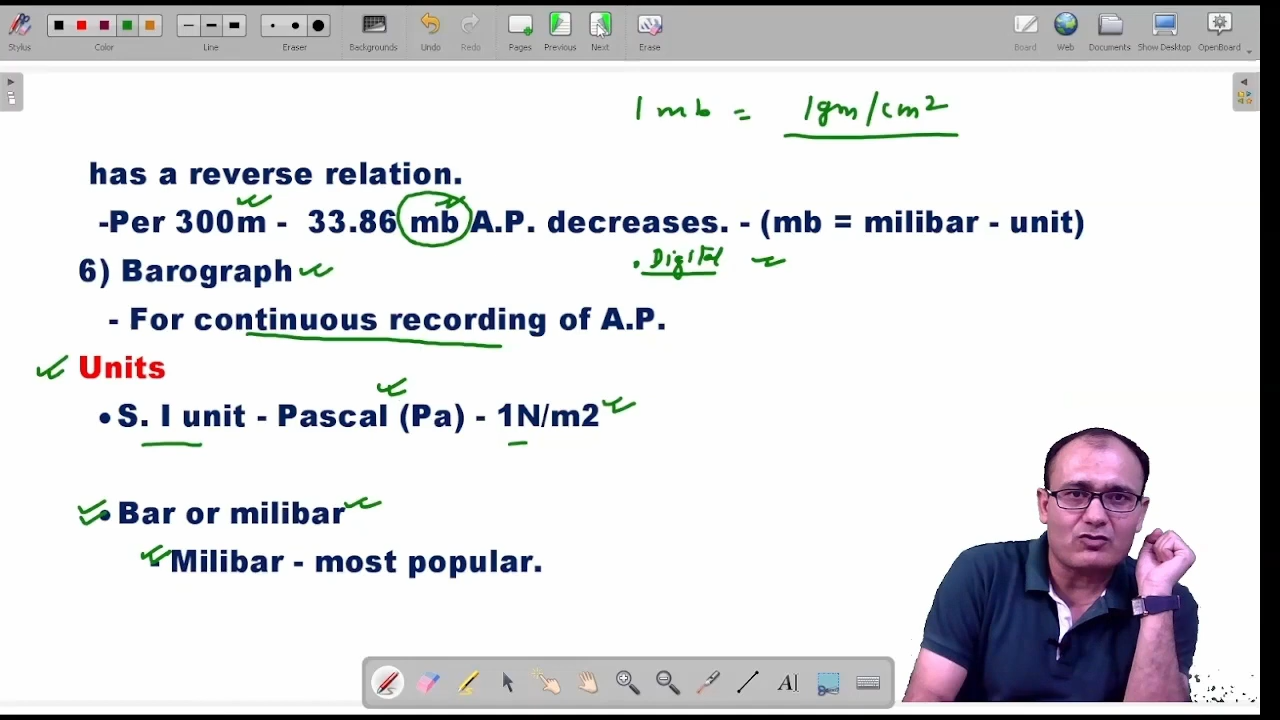 Stylus
Color
Line
Eraser
Backgrounds
Undo
Redo
Pages
Previous
Next
Erase
Board
Web
Documents
Show Desktop
OpenBoard
1 mb = 1gm/cm2
has a reverse relation.
-Per 300m - 33.86 mb A.P. decreases. - (mb = milibar - unit)
• Digital
6) Barograph
- For continuous recording of A.P.
Units
• S. I unit - Pascal (Pa) - 1N/m2
• Bar or milibar
- Milibar - most popular.